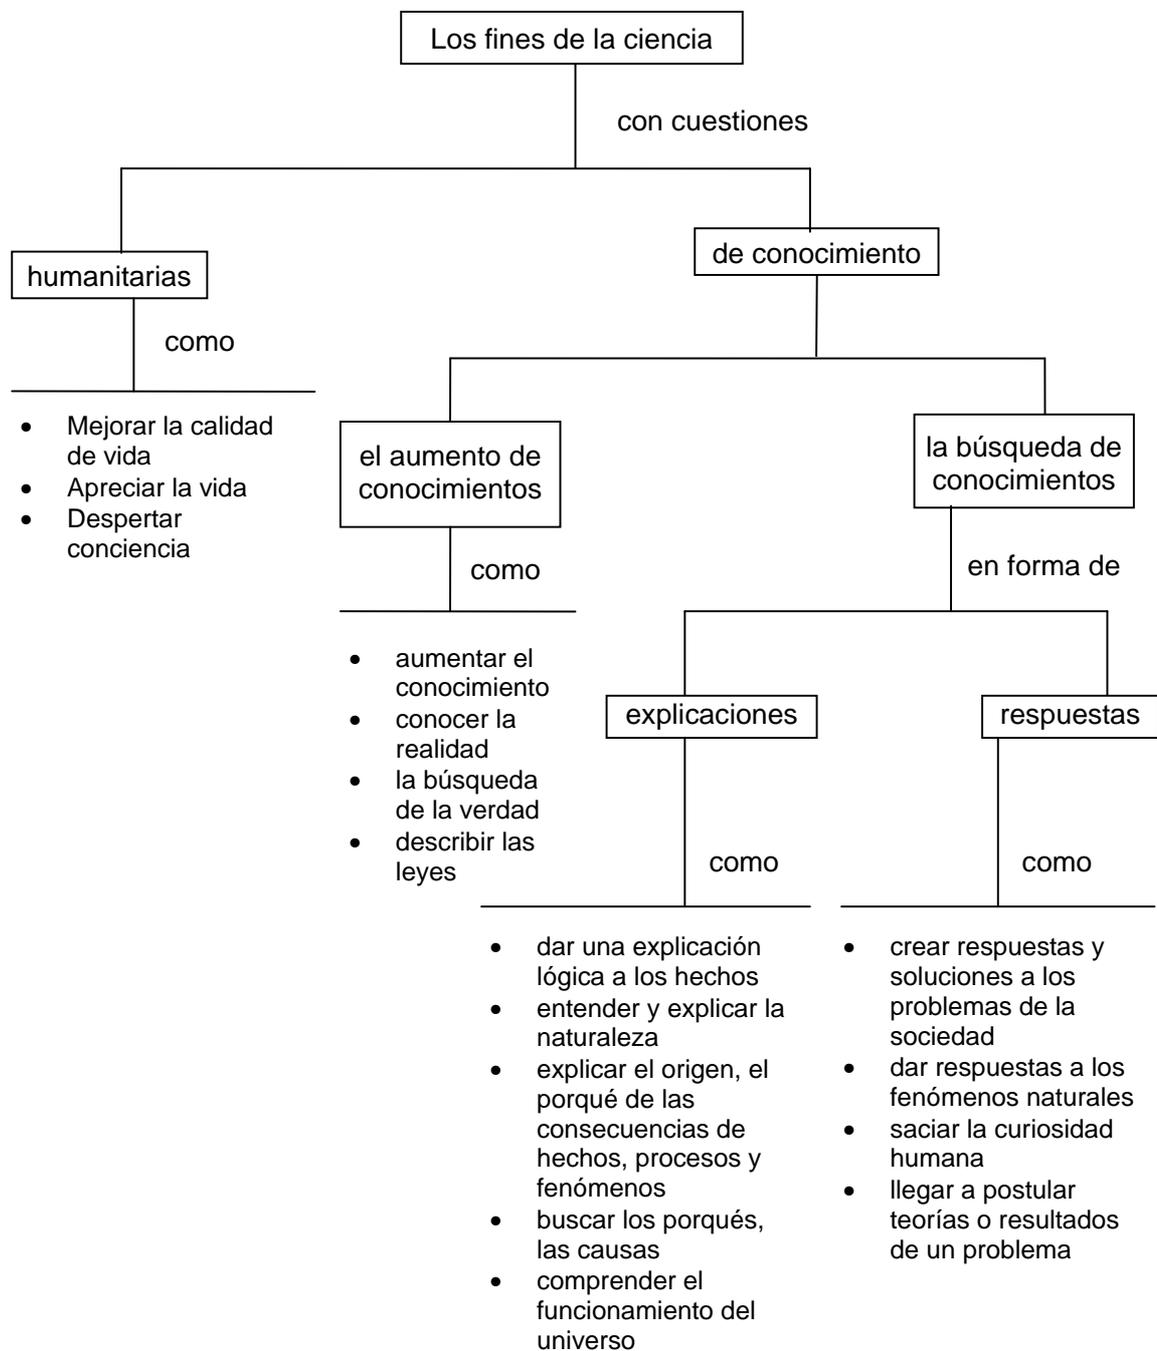 Los fines de la ciencia
con cuestiones
humanitarias
de conocimiento
como
• Mejorar la calidad
de vida
• Apreciar la vida
• Despertar
conciencia
el aumento de
conocimientos
la búsqueda de
conocimientos
como
en forma de
• aumentar el
conocimiento
• conocer la
realidad
• la búsqueda
de la verdad
• describir las
leyes
explicaciones
respuestas
como
como
• dar una explicación
lógica a los hechos
• entender y explicar la
naturaleza
• explicar el origen, el
porqué de las
consecuencias de
hechos, procesos y
fenómenos
• buscar los porqués,
las causas
• comprender el
funcionamiento del
universo
• crear respuestas y
soluciones a los
problemas de la
sociedad
• dar respuestas a los
fenómenos naturales
• saciar la curiosidad
humana
• llegar a postular
teorías o resultados
de un problema